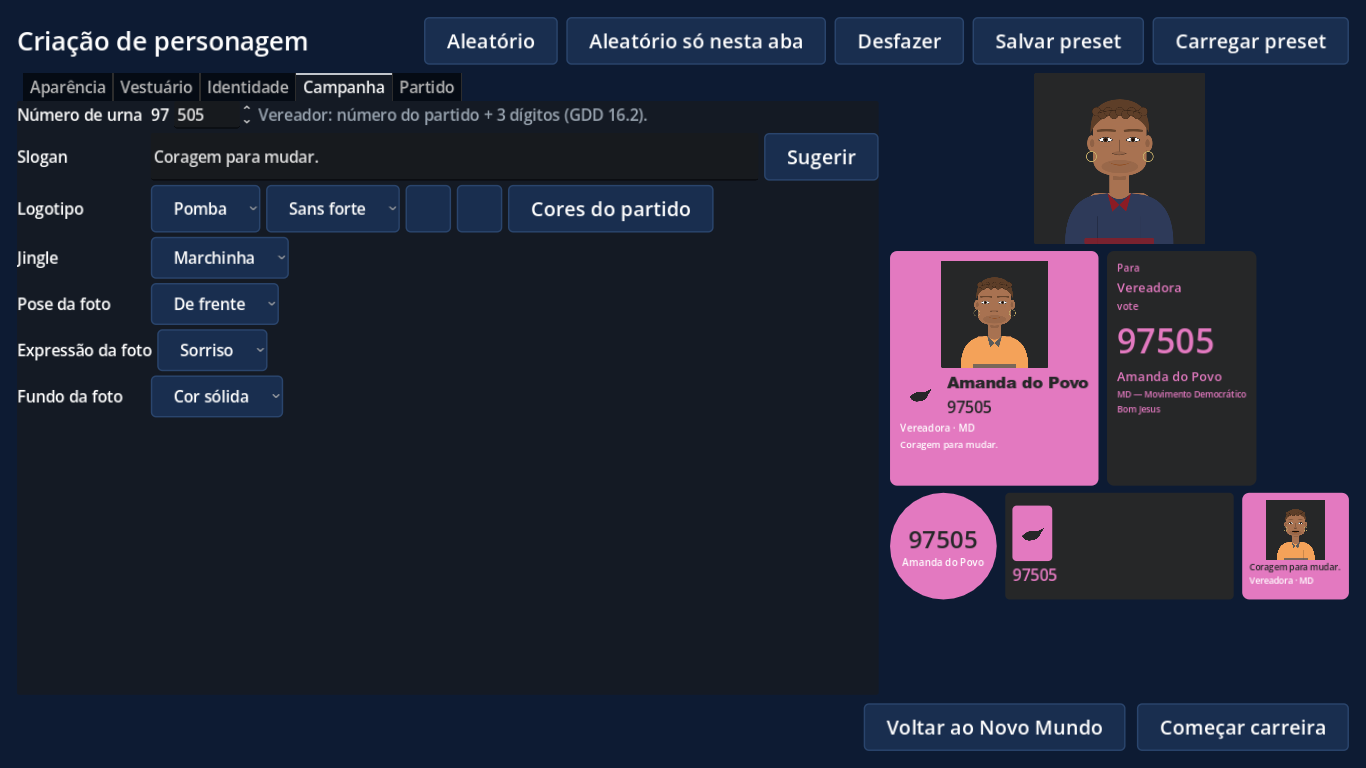 Criação de personagem
Aleatório
Aleatório só nesta aba
Desfazer
Salvar preset
Carregar preset
Aparência
Vestuário
Identidade
Campanha
Partido
Número de urna 97 505 Vereador: número do partido + 3 dígitos (GDD 16.2).
Slogan Coragem para mudar. Sugerir
Logotipo Pomba Sans forte Cores do partido
Jingle Marchinha
Pose da foto De frente
Expressão da foto Sorriso
Fundo da foto Cor sólida
Amanda do Povo
97505
Vereadora · MD
Coragem para mudar.
Para
Vereadora
vote
97505
Amanda do Povo
MD — Movimento Democrático
Bom Jesus
97505
Amanda do Povo
97505
Coragem para mudar.
Vereadora · MD
Voltar ao Novo Mundo
Começar carreira